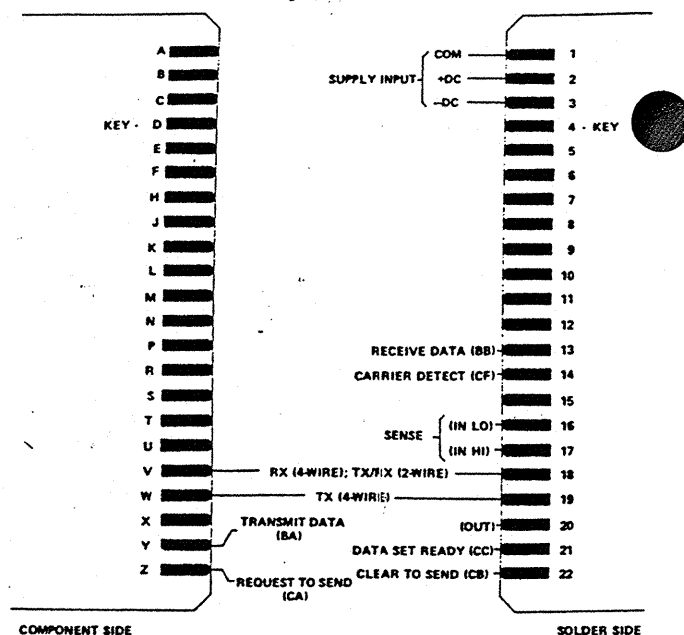 A
B
C
KEY - D
E
F
H
J
K
L
M
N
P
R
S
T
U
V
W
X
Y
Z
TRANSMIT DATA
(BA)
REQUEST TO SEND
(CA)
COMPONENT SIDE
RX (4-WIRE); TX/RX (2-WIRE)
TX (4-WIRE)
SUPPLY INPUT
COM 1
+DC 2
-DC 3
4 - KEY
5
6
7
8
9
10
11
12
RECEIVE DATA (BB) 13
CARRIER DETECT (CF) 14
15
SENSE
(IN LO) 16
(IN HI) 17
18
19
(OUT) 20
DATA SET READY (CC) 21
CLEAR TO SEND (CB) 22
SOLDER SIDE